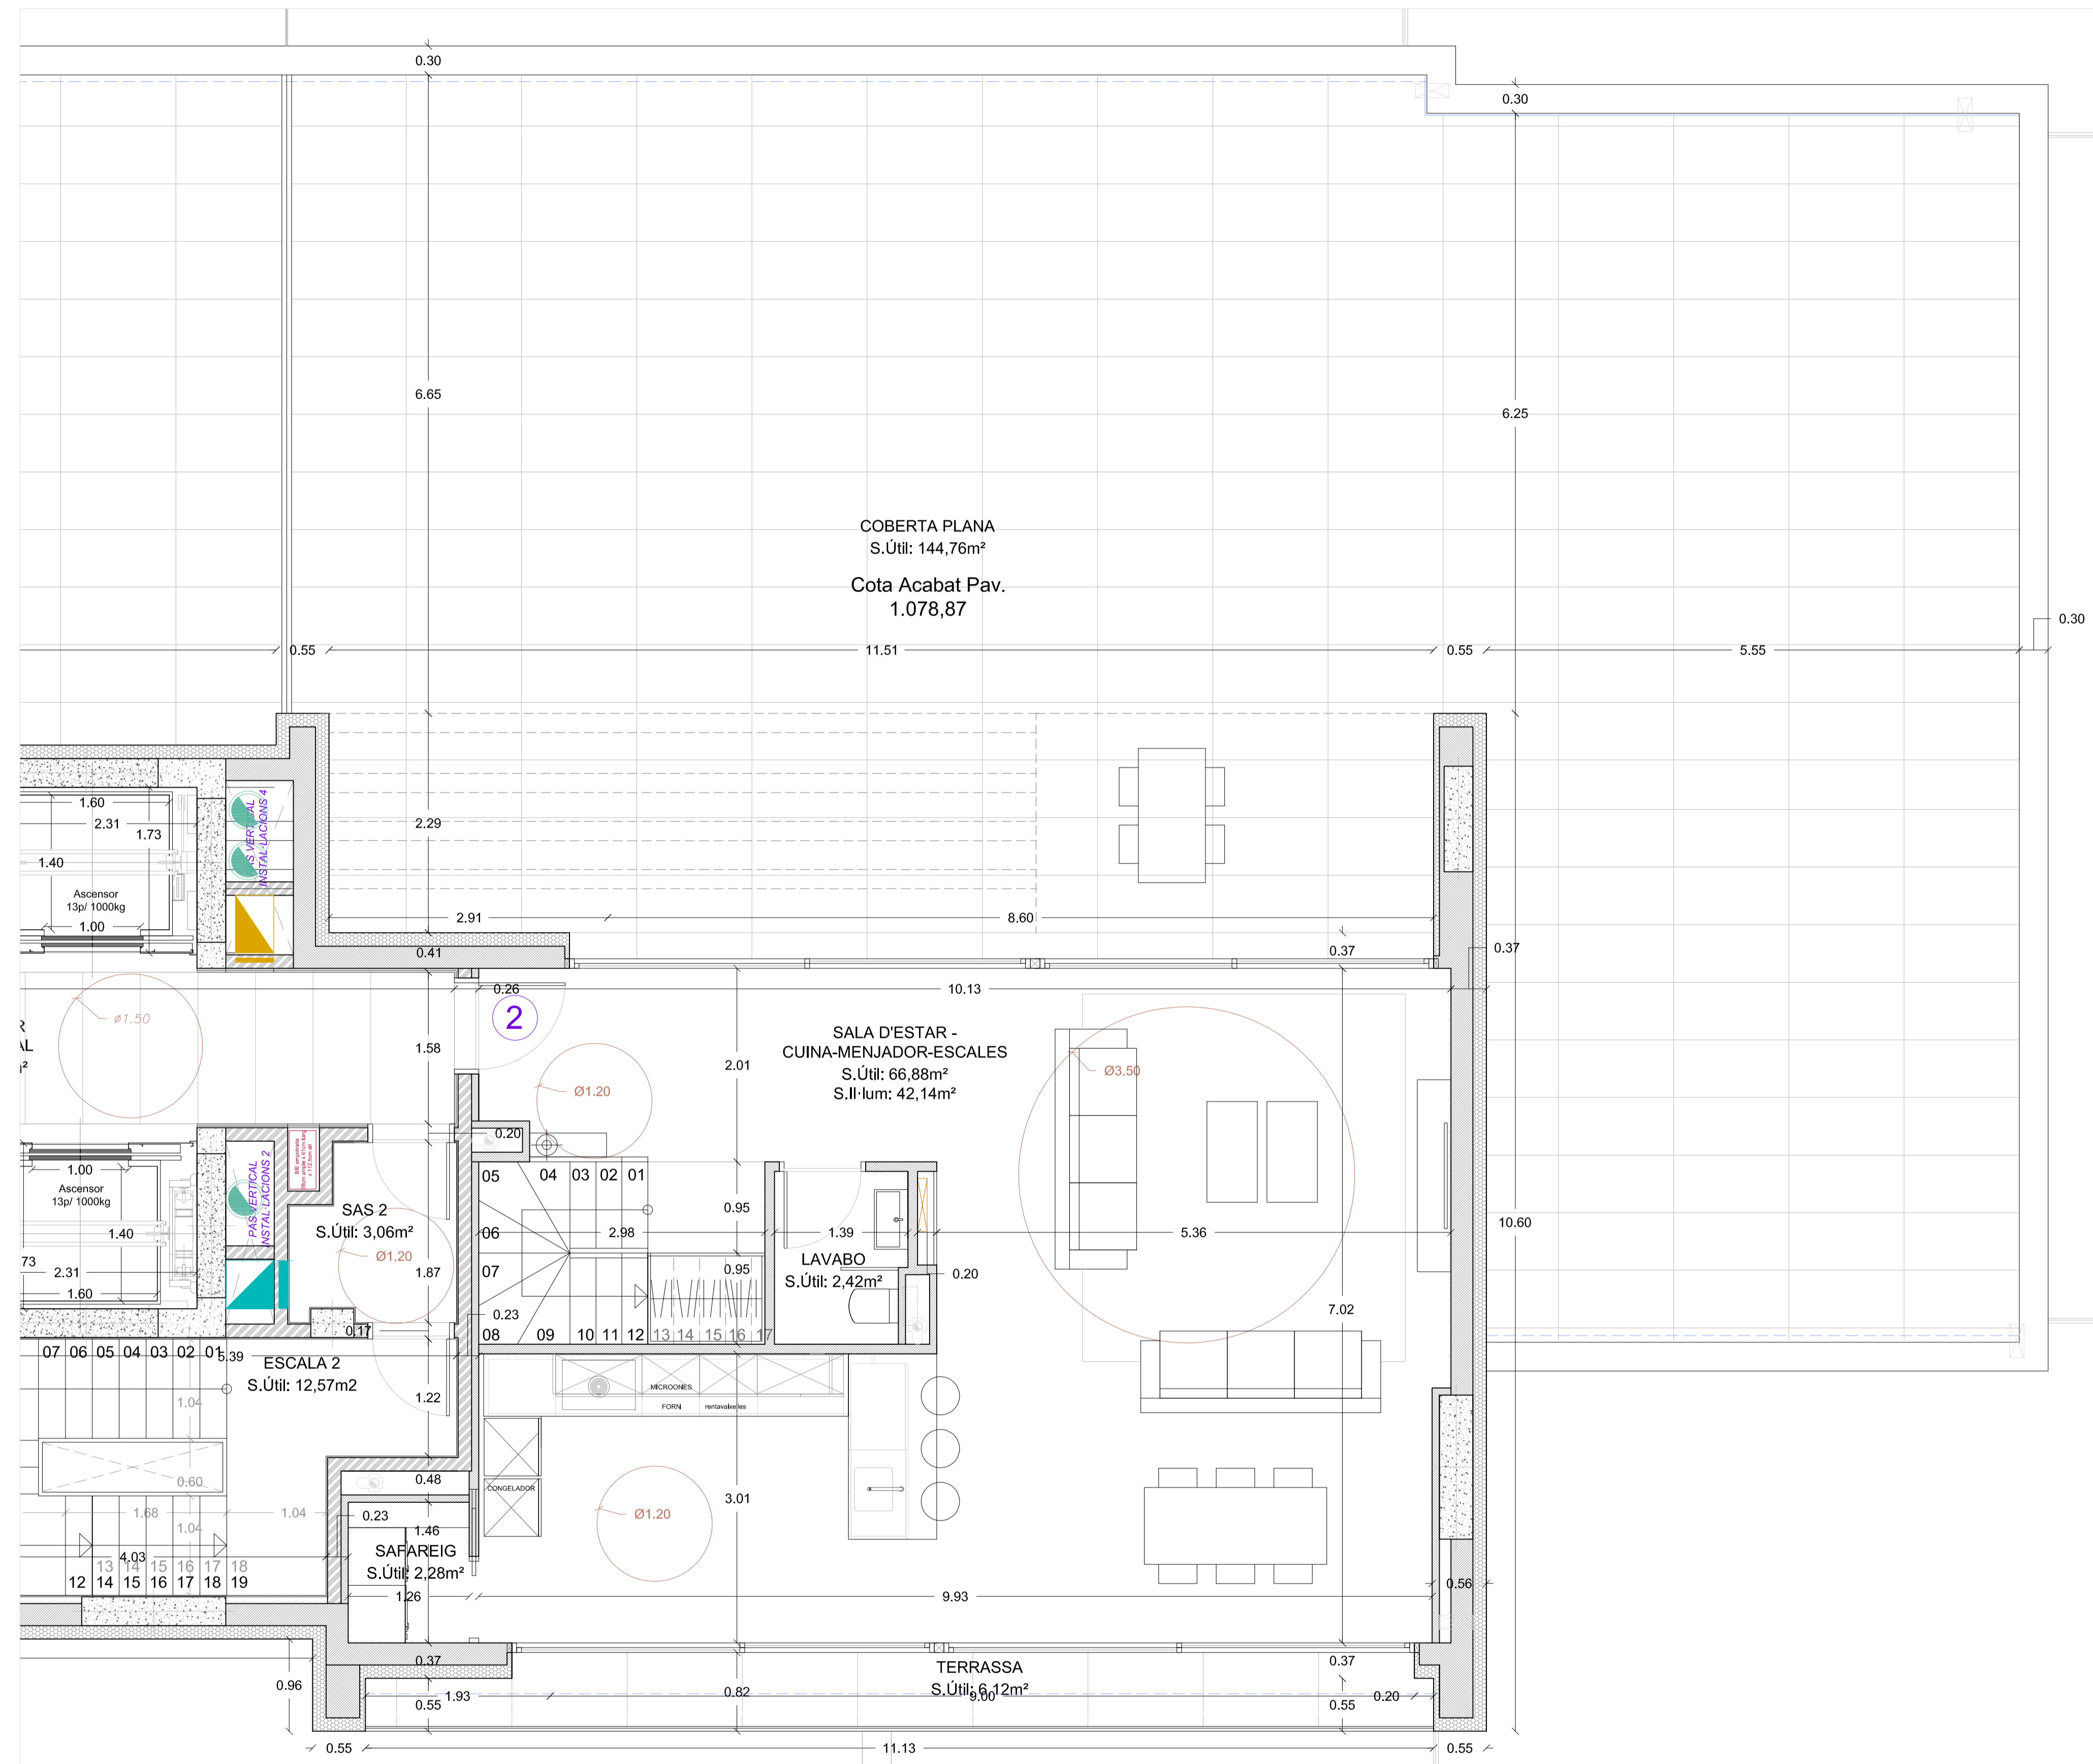 0.30
0.30
6.65
6.25
COBERTA PLANA
S.Útil: 144,76m²
Cota Acabat Pav.
1.078,87
0.30
0.55
11.51
0.55
5.55
1.60
2.31
1.73
1.40
Ascensor
13p/ 1000kg
1.00
INSTAL·LACIONS 4
2.29
2.91
8.60
0.41
0.37
0.37
0.26
10.13
ø1.50
2
1.58
2.01
SALA D'ESTAR -
CUINA-MENJADOR-ESCALES
S.Útil: 66,88m²
S.Il·lum: 42,14m²
Ø3.50
Ø1.20
0.20
1.00
Ascensor
13p/ 1000kg
1.40
73
2.31
1.60
PAS VERTICAL
INSTAL·LACIONS 2
SAS 2
S.Útil: 3,06m²
Ø1.20
1.87
0.17
05 04 03 02 01
06
07
08 09 10 11 12 13 14 15 16 17
2.98
0.95
0.95
0.23
1.39
LAVABO
S.Útil: 2,42m²
0.20
5.36
10.60
7.02
07 06 05 04 03 02 01
5.39
ESCALA 2
S.Útil: 12,57m2
1.04
0.60
1.68
1.04
1.04
4.03
13 14 15 16 17 18
12 14 15 16 17 18 19
1.22
0.48
MICROONES
FORN
rentavaixelles
CONGELADOR
Ø1.20
3.01
0.23
1.46
SAFAREIG
S.Útil: 2,28m²
1.26
9.93
0.56
0.37
0.37
TERRASSA
S.Útil: 6,12m²
0.96
0.55
1.93
0.82
9.00
0.20
0.55
0.55
11.13
0.55